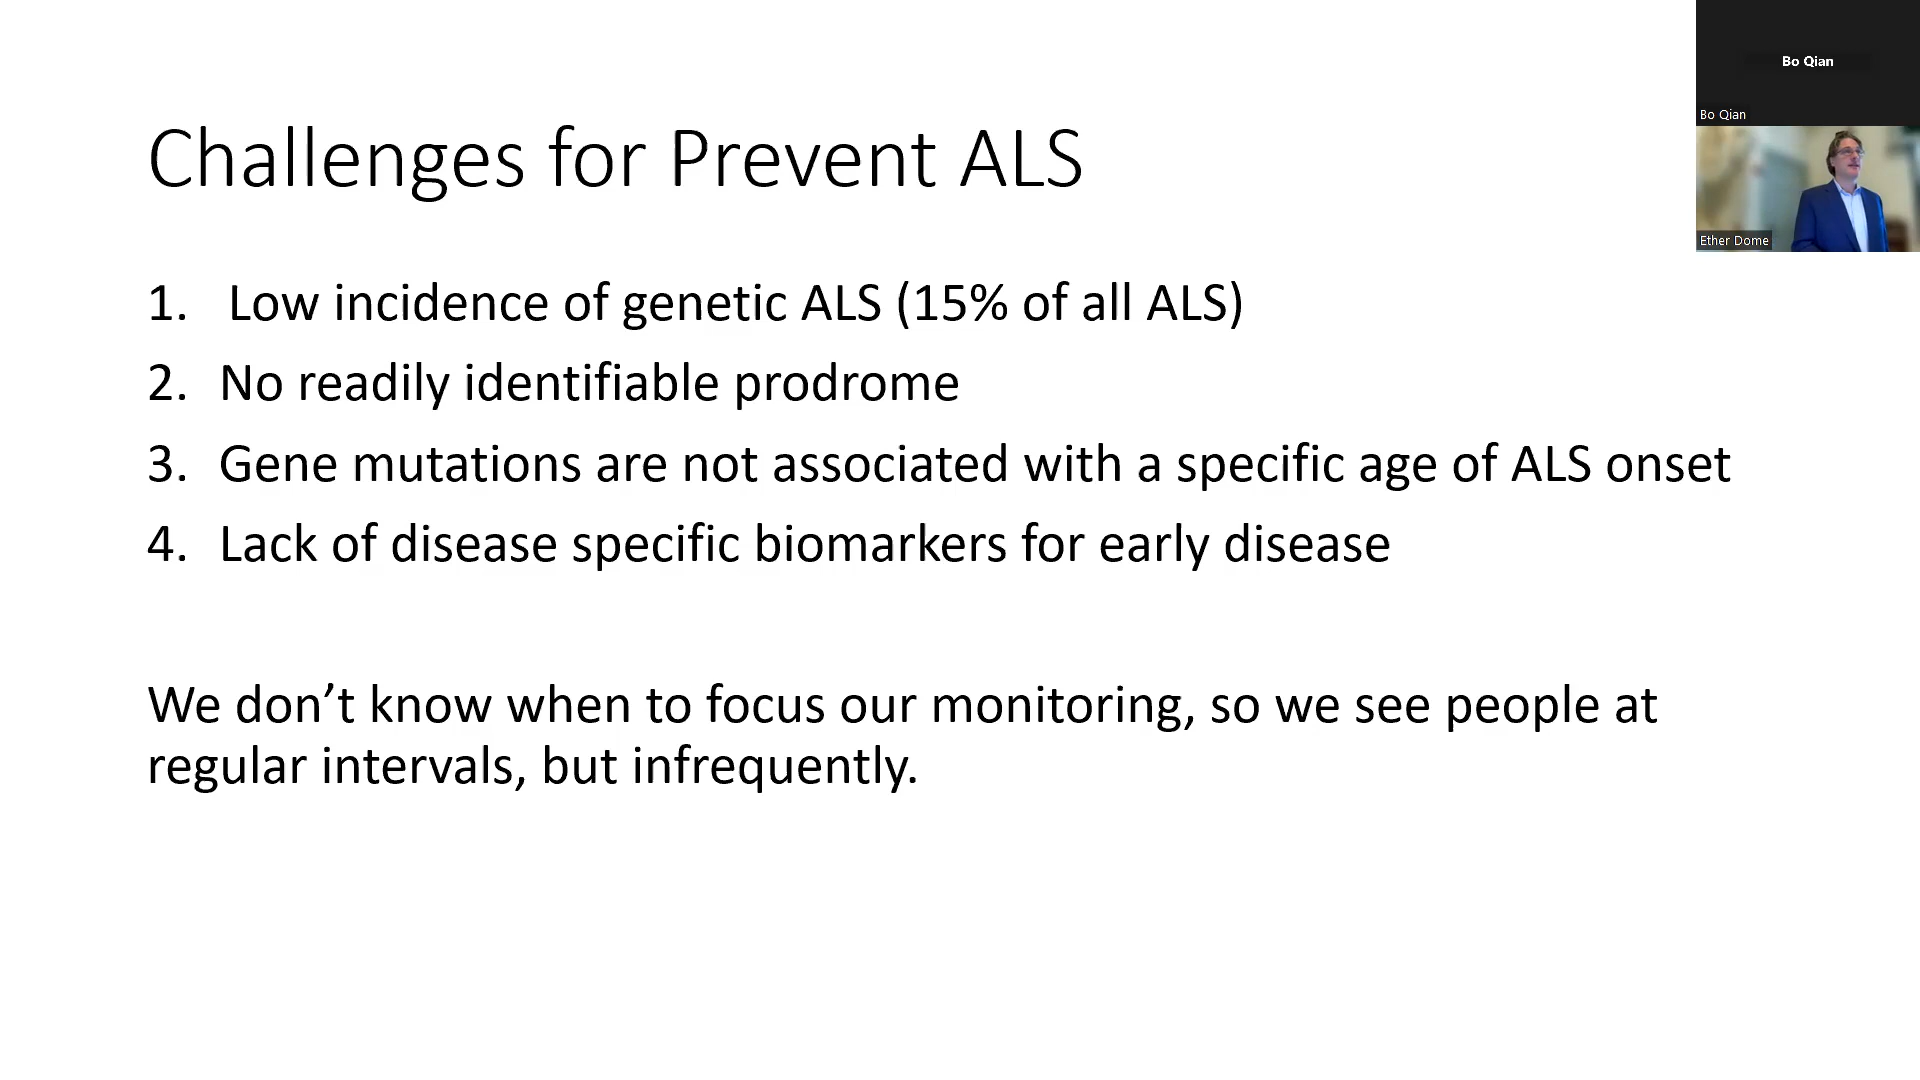 Challenges for Prevent ALS
1. Low incidence of genetic ALS (15% of all ALS)
2. No readily identifiable prodrome
3. Gene mutations are not associated with a specific age of ALS onset
4. Lack of disease specific biomarkers for early disease
We don’t know when to focus our monitoring, so we see people at
regular intervals, but infrequently.
Bo Qian
Bo Qian
Ether Dome